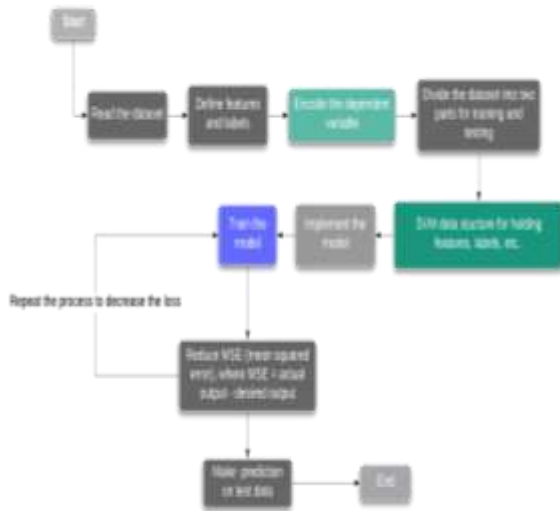 Start
Read the dataset
Define features
and labels
Encode the dependent
variable
Divide the dataset into two
parts for training and
testing
Train the
model
Implement the
model
data structure for holding
features, labels, etc.
Repeat the process to decrease the loss
Reduce MSE (mean squared
error), where MSE = actual
output - desired output
Make prediction
on test data
End